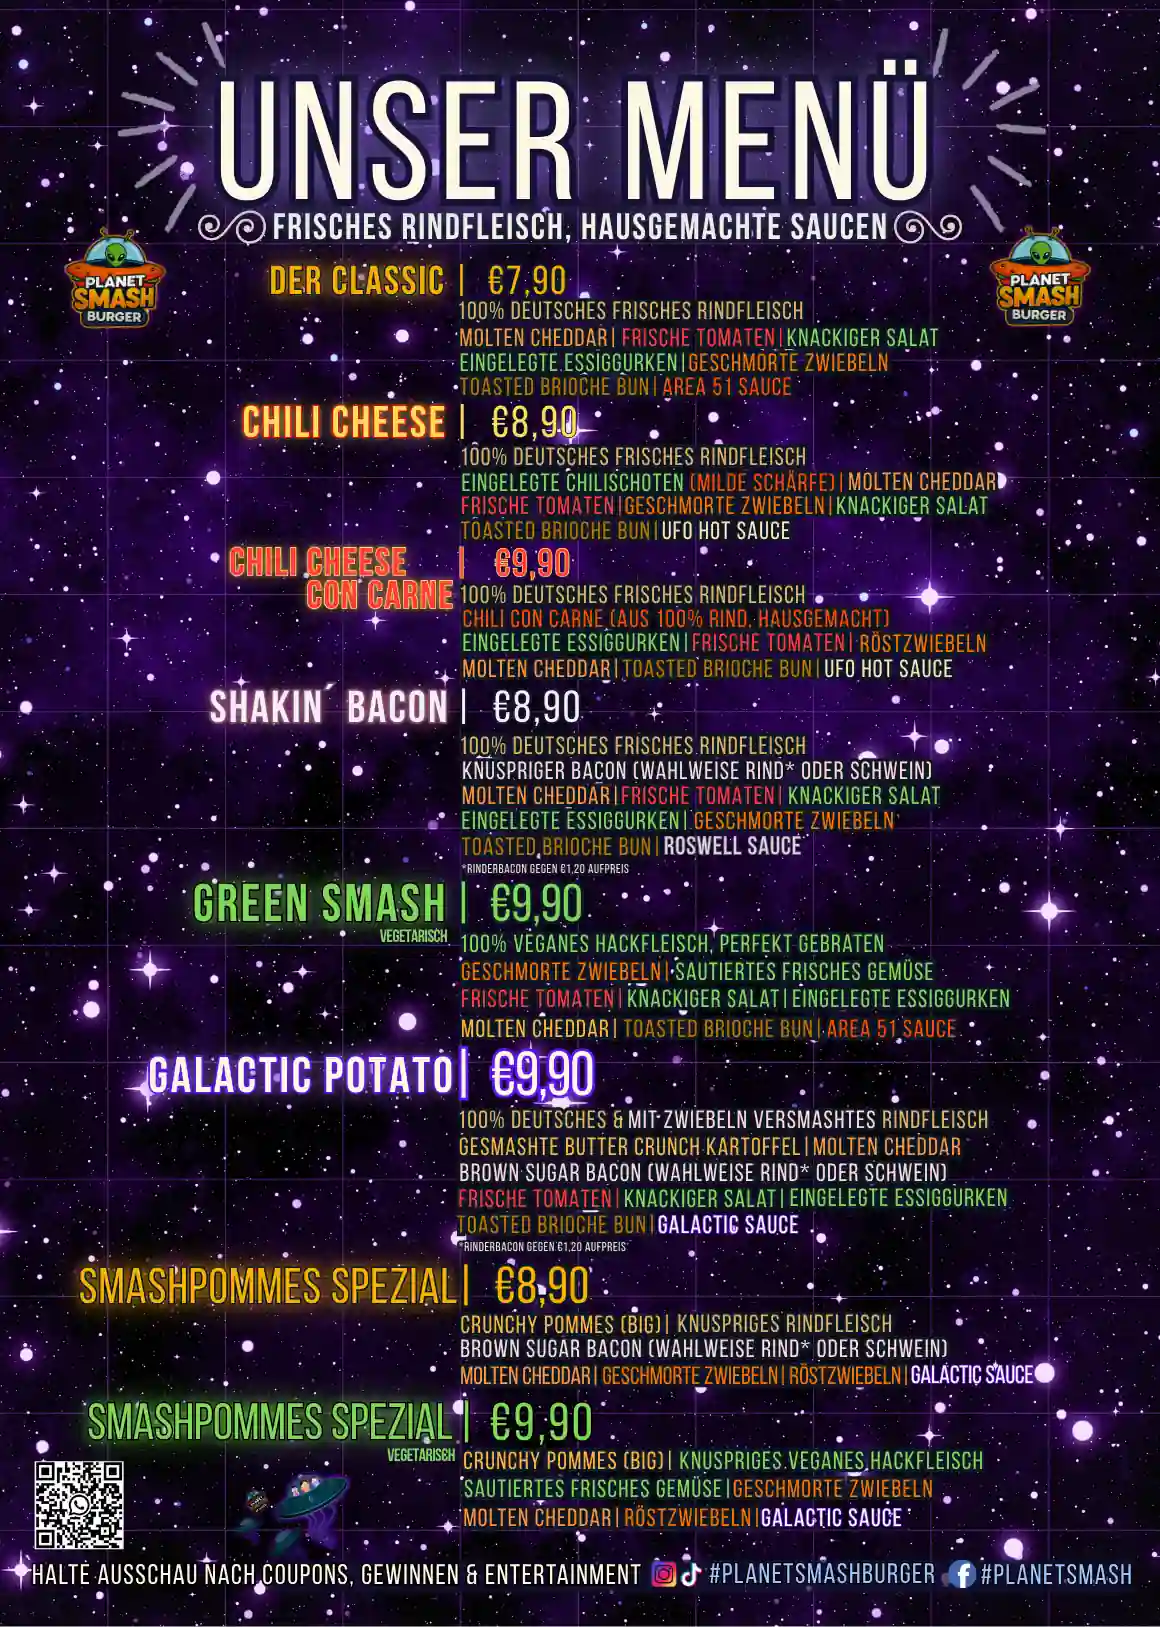 UNSER MENÜ
FRISCHES RINDFLEISCH, HAUSGEMACHTE SAUCEN
PLANET
SMASH
BURGER
PLANET
SMASH
BURGER
DER CLASSIC | €7,90
100% DEUTSCHES FRISCHES RINDFLEISCH
MOLTEN CHEDDAR | FRISCHE TOMATEN | KNACKIGER SALAT
EINGELEGTE ESSIGGURKEN | GESCHMORTE ZWIEBELN
TOASTED BRIOCHE BUN | AREA 51 SAUCE
CHILI CHEESE | €8,90
100% DEUTSCHES FRISCHES RINDFLEISCH
EINGELEGTE CHILISCHOTEN (MILDE SCHÄRFE) | MOLTEN CHEDDAR
FRISCHE TOMATEN | GESCHMORTE ZWIEBELN | KNACKIGER SALAT
TOASTED BRIOCHE BUN | UFO HOT SAUCE
CHILI CHEESE | €9,90
CON CARNE
100% DEUTSCHES FRISCHES RINDFLEISCH
CHILI CON CARNE (AUS 100% RIND, HAUSGEMACHT)
EINGELEGTE ESSIGGURKEN | FRISCHE TOMATEN | RÖSTZWIEBELN
MOLTEN CHEDDAR | TOASTED BRIOCHE BUN | UFO HOT SAUCE
SHAKIN´ BACON | €8,90
100% DEUTSCHES FRISCHES RINDFLEISCH
KNUSPRIGER BACON (WAHLWEISE RIND* ODER SCHWEIN)
MOLTEN CHEDDAR | FRISCHE TOMATEN | KNACKIGER SALAT
EINGELEGTE ESSIGGURKEN | GESCHMORTE ZWIEBELN
TOASTED BRIOCHE BUN | ROSWELL SAUCE
*RINDERBACON GEGEN €1,20 AUFPREIS
GREEN SMASH | €9,90
VEGETARISCH
100% VEGANES HACKFLEISCH, PERFEKT GEBRATEN
GESCHMORTE ZWIEBELN | SAUTIERTES FRISCHES GEMÜSE
FRISCHE TOMATEN | KNACKIGER SALAT | EINGELEGTE ESSIGGURKEN
MOLTEN CHEDDAR | TOASTED BRIOCHE BUN | AREA 51 SAUCE
GALACTIC POTATO | €9,90
100% DEUTSCHES & MIT ZWIEBELN VERSMASHTES RINDFLEISCH
GESMASHTE BUTTER CRUNCH KARTOFFEL | MOLTEN CHEDDAR
BROWN SUGAR BACON (WAHLWEISE RIND* ODER SCHWEIN)
FRISCHE TOMATEN | KNACKIGER SALAT | EINGELEGTE ESSIGGURKEN
TOASTED BRIOCHE BUN | GALACTIC SAUCE
*RINDERBACON GEGEN €1,20 AUFPREIS
SMASHPOMMES SPEZIAL | €8,90
CRUNCHY POMMES (BIG) | KNUSPRIGES RINDFLEISCH
BROWN SUGAR BACON (WAHLWEISE RIND* ODER SCHWEIN)
MOLTEN CHEDDAR | GESCHMORTE ZWIEBELN | RÖSTZWIEBELN | GALACTIC SAUCE
SMASHPOMMES SPEZIAL | €9,90
VEGETARISCH
CRUNCHY POMMES (BIG) | KNUSPRIGES VEGANES HACKFLEISCH
SAUTIERTES FRISCHES GEMÜSE | GESCHMORTE ZWIEBELN
MOLTEN CHEDDAR | RÖSTZWIEBELN | GALACTIC SAUCE
HALTE AUSSCHAU NACH COUPONS, GEWINNEN & ENTERTAINMENT #PLANETSMASHBURGER #PLANETSMASH